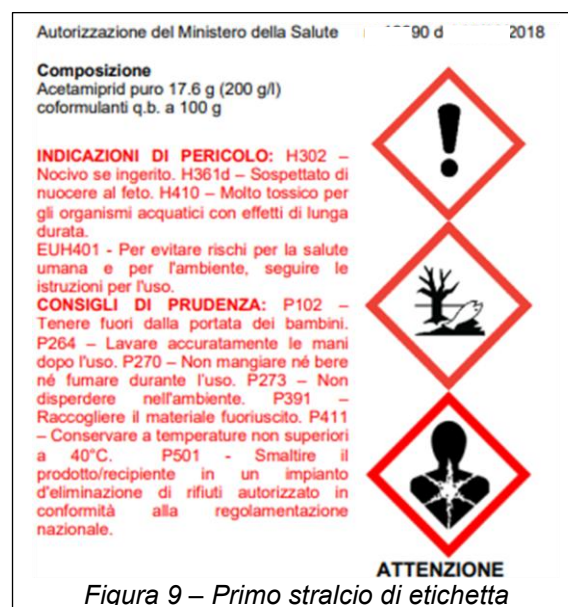 Autorizzazione del Ministero della Salute 90 d 2018
Composizione
Acetamiprid puro 17.6 g (200 g/l)
coformulanti q.b. a 100 g
INDICAZIONI DI PERICOLO: H302 –
Nocivo se ingerito. H361d – Sospettato di
nuocere al feto. H410 – Molto tossico per
gli organismi acquatici con effetti di lunga
durata.
EUH401 - Per evitare rischi per la salute
umana e per l'ambiente, seguire le
istruzioni per l'uso.
CONSIGLI DI PRUDENZA: P102 –
Tenere fuori dalla portata dei bambini.
P264 – Lavare accuratamente le mani
dopo l'uso. P270 – Non mangiare né bere
né fumare durante l'uso. P273 – Non
disperdere nell'ambiente. P391 –
Raccogliere il materiale fuoriuscito. P411
– Conservare a temperature non superiori
a 40°C. P501 - Smaltire il
prodotto/recipiente in un impianto
d'eliminazione di rifiuti autorizzato in
conformità alla regolamentazione
nazionale.
ATTENZIONE
Figura 9 – Primo stralcio di etichetta